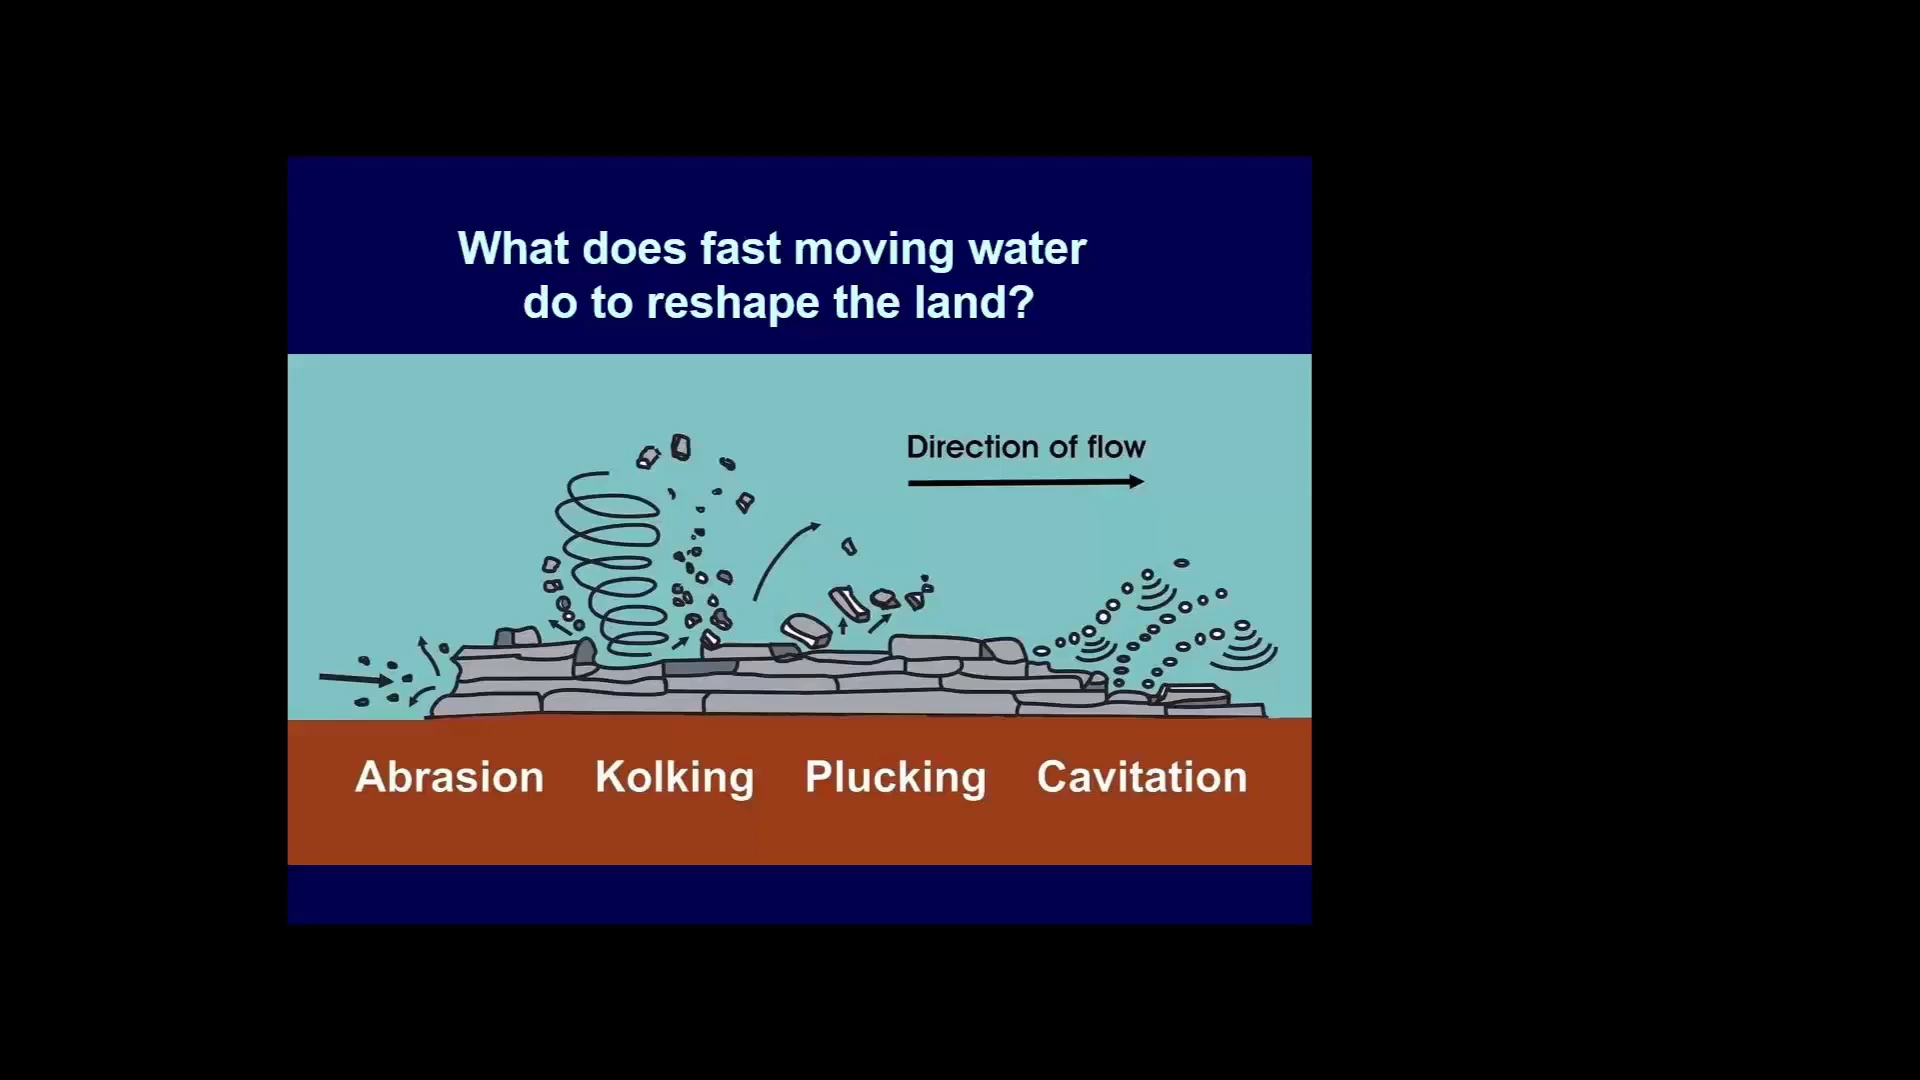 What does fast moving water
do to reshape the land?
Direction of flow
Abrasion Kolking Plucking Cavitation